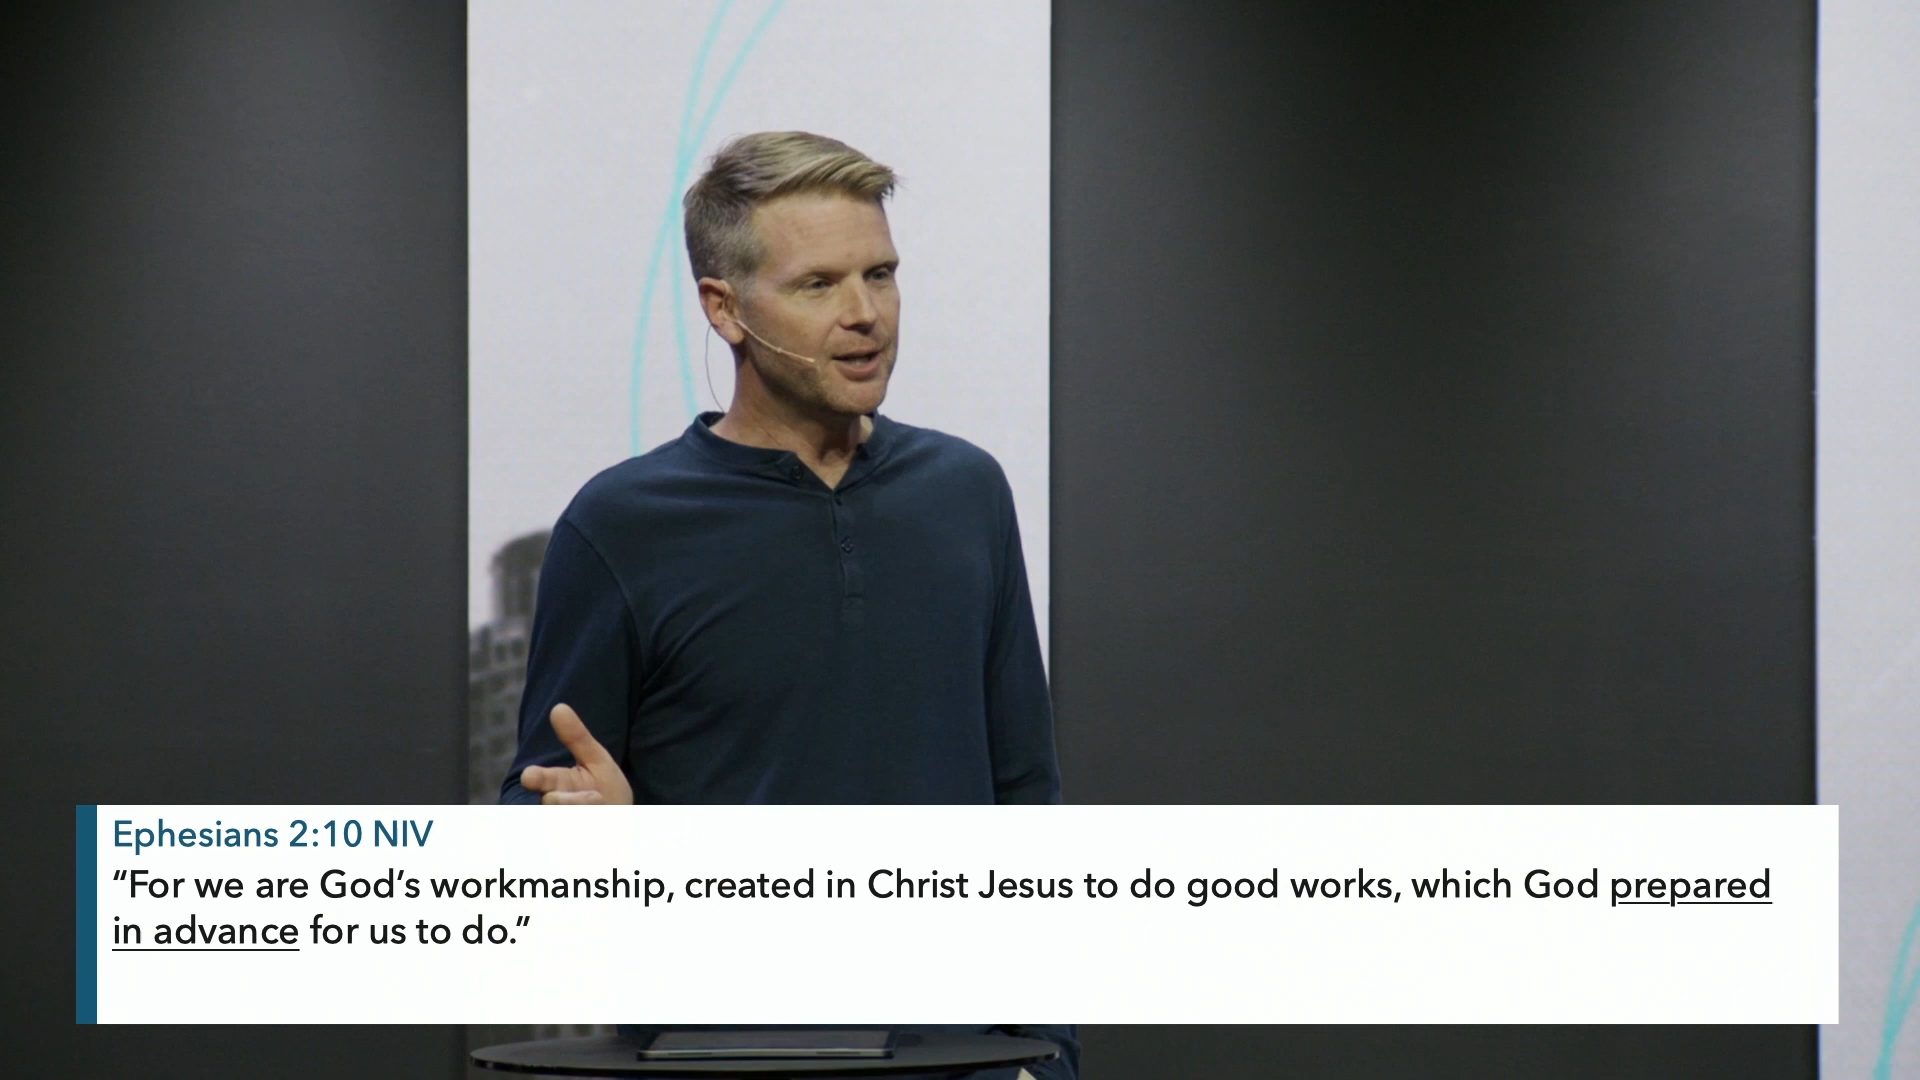 Ephesians 2:10 NIV
“For we are God‘s workmanship, created in Christ Jesus to do good works, which God prepared
in advance for us to do.”